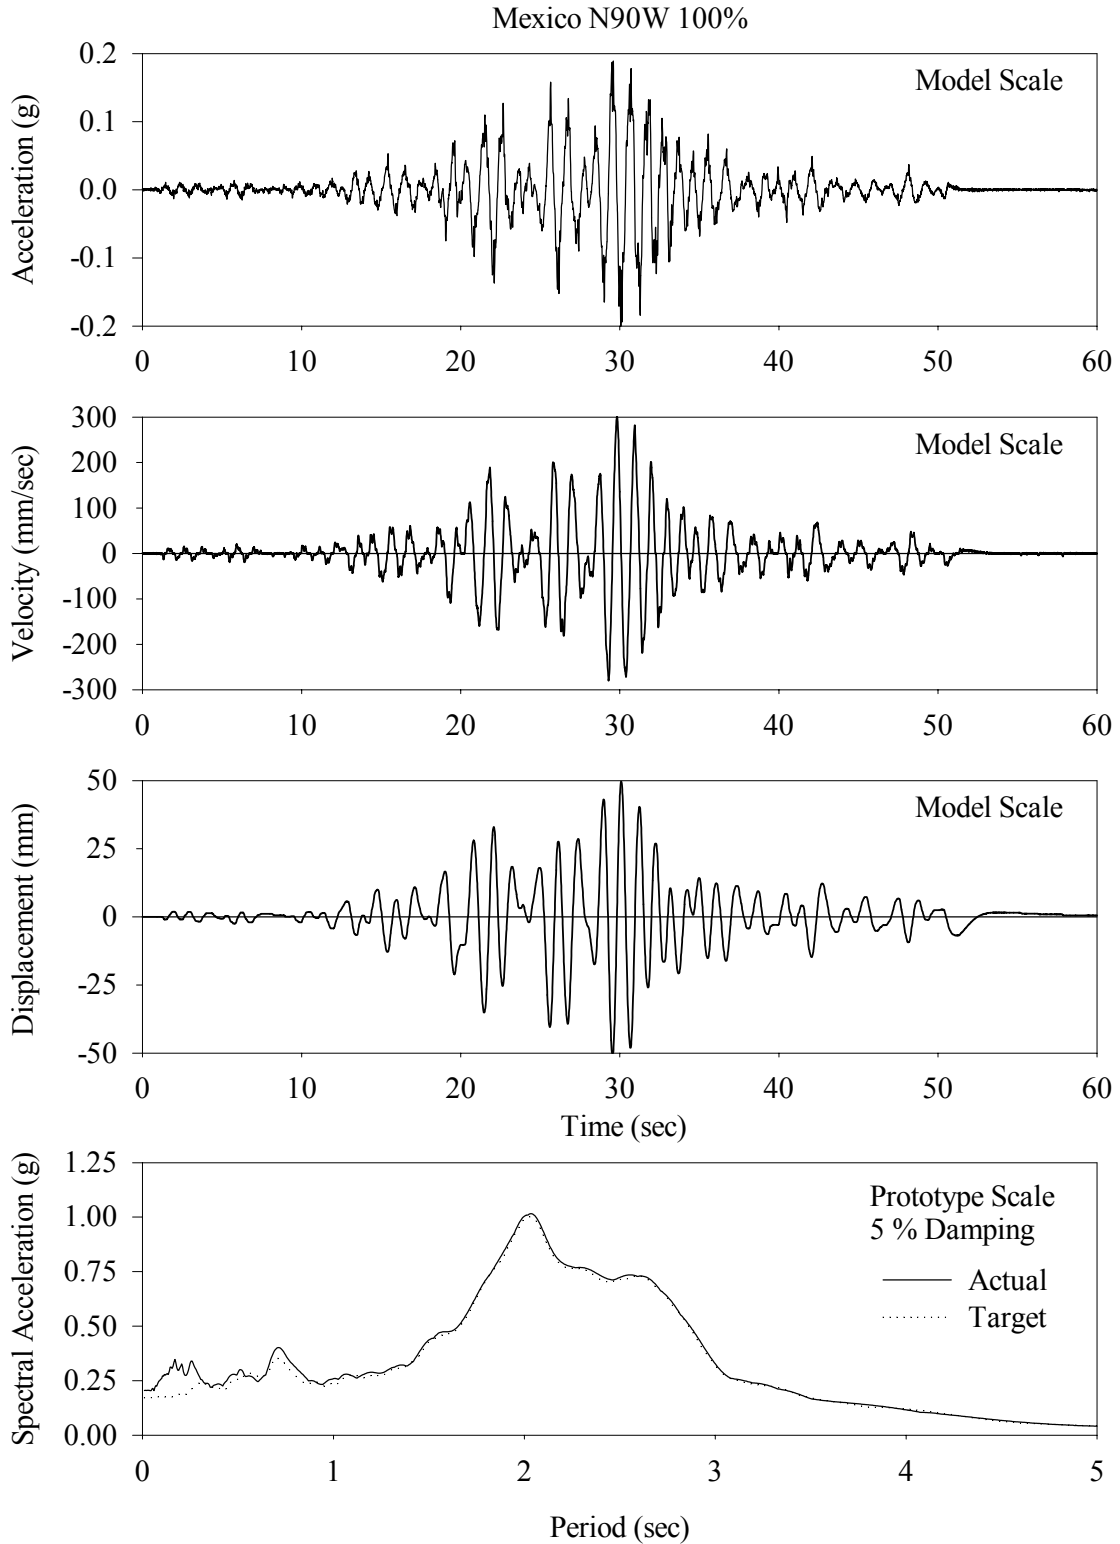 Mexico N90W 100%
0.2
0.1
0.0
-0.1
-0.2
Acceleration (g)
Model Scale
0 10 20 30 40 50 60
300
200
100
0
-100
-200
-300
Velocity (mm/sec)
Model Scale
0 10 20 30 40 50 60
50
25
0
-25
-50
Displacement (mm)
Model Scale
0 10 20 30 40 50 60
Time (sec)
1.25
1.00
0.75
0.50
0.25
0.00
Spectral Acceleration (g)
Prototype Scale
5 % Damping
Actual
Target
0 1 2 3 4 5
Period (sec)